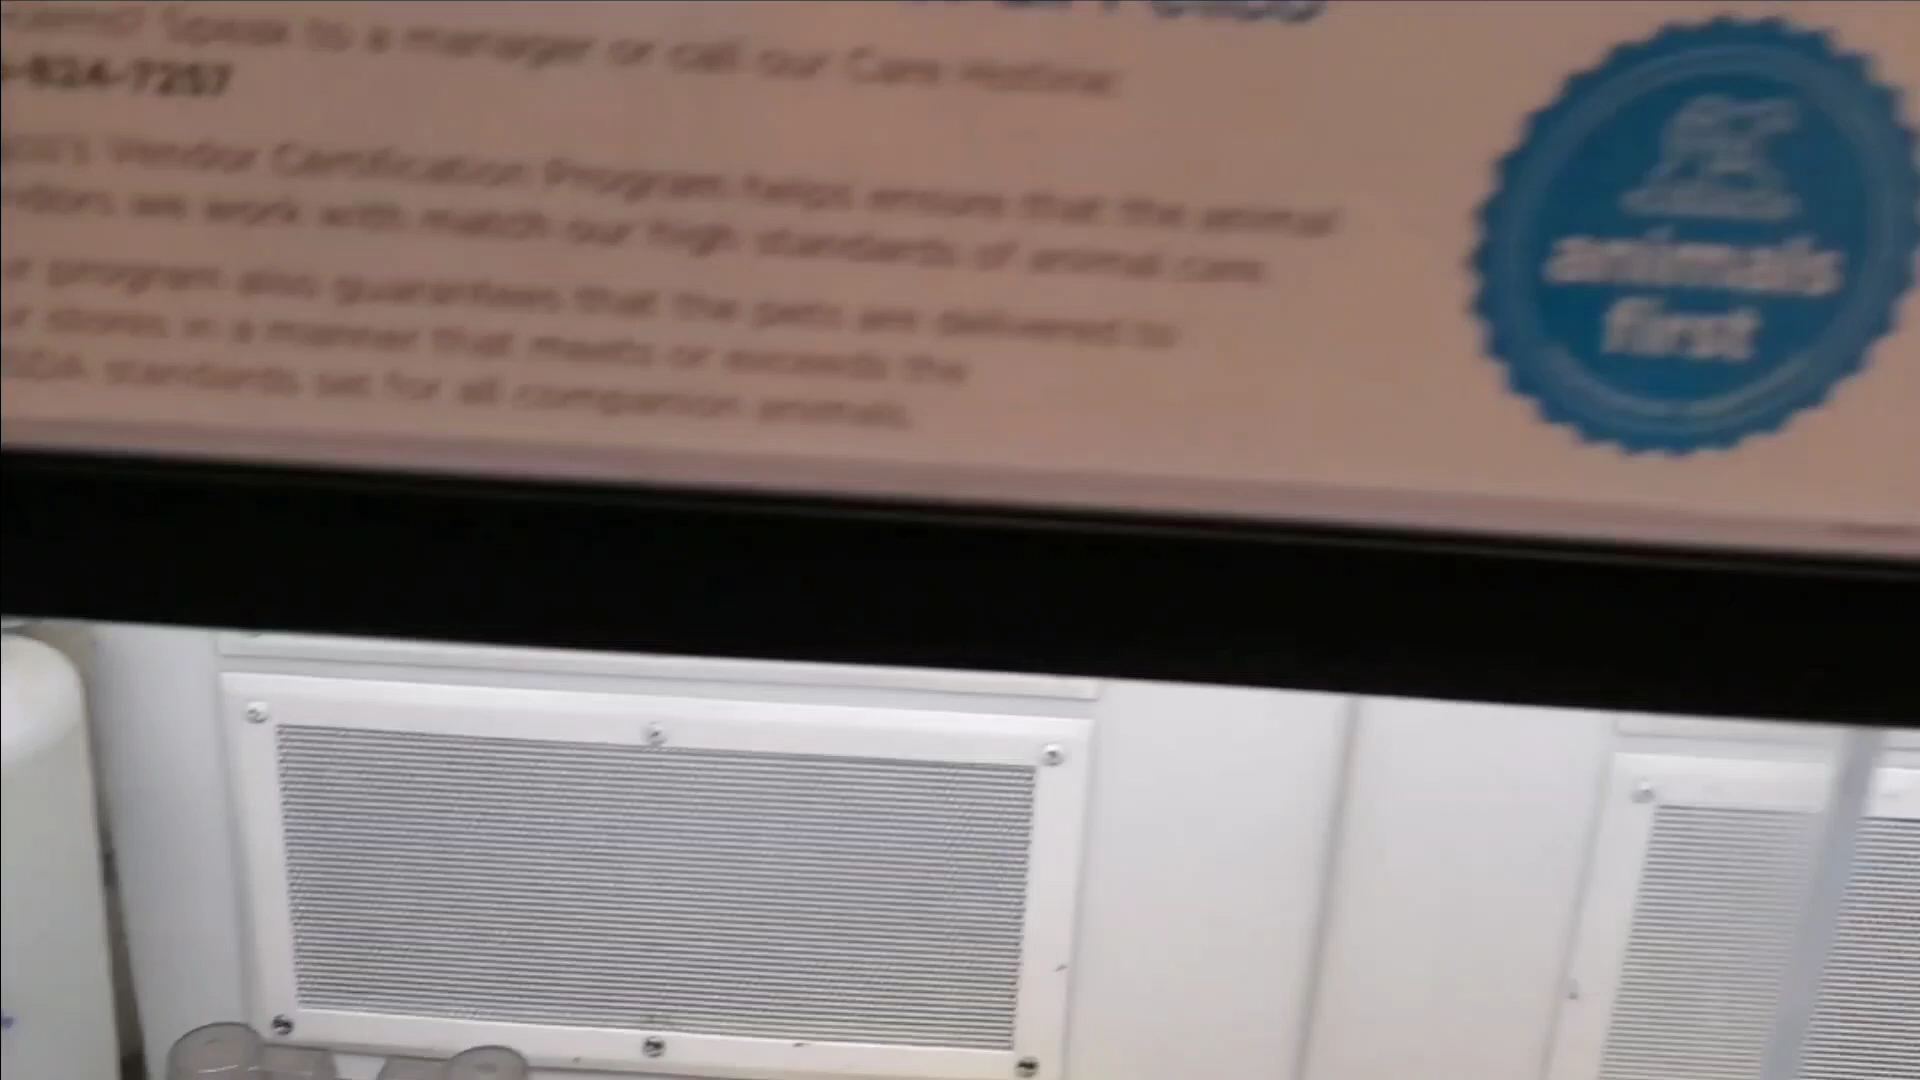 Speak to a manager or call our Care Hotline
-824-7257
Vendor Certification Program helps ensure that the animal
we work with match our high standards of animal care.
program also guarantees that the pets are delivered to
stores in a manner that meets or exceeds the
standards set for all companion animals.
animals
first